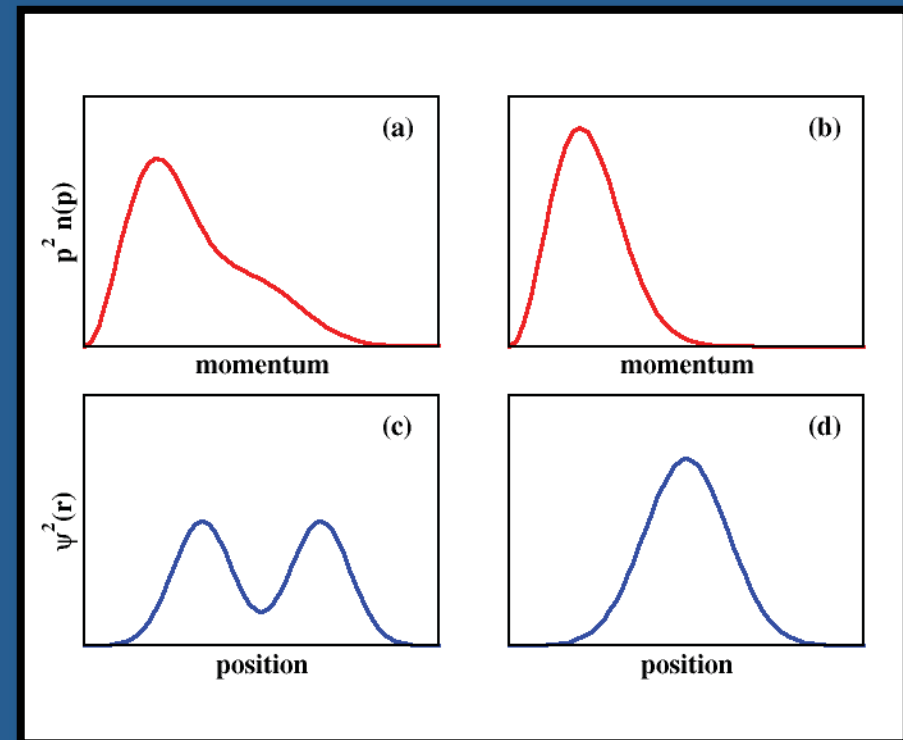 (a)
(b)
p² n(p)
momentum
momentum
(c)
(d)
ψ²(r)
position
position